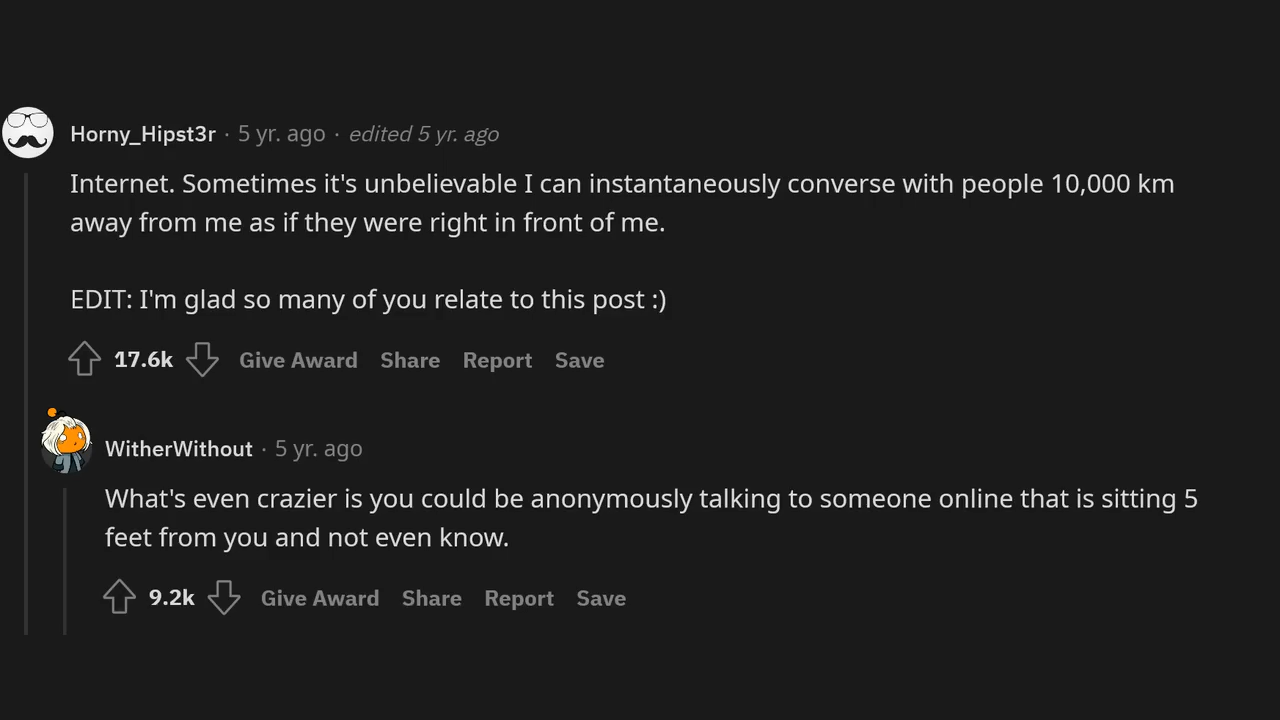 Horny_Hipst3r · 5 yr. ago · edited 5 yr. ago
Internet. Sometimes it's unbelievable I can instantaneously converse with people 10,000 km
away from me as if they were right in front of me.
EDIT: I'm glad so many of you relate to this post :)
17.6k Give Award Share Report Save
WitherWithout · 5 yr. ago
What's even crazier is you could be anonymously talking to someone online that is sitting 5
feet from you and not even know.
9.2k Give Award Share Report Save